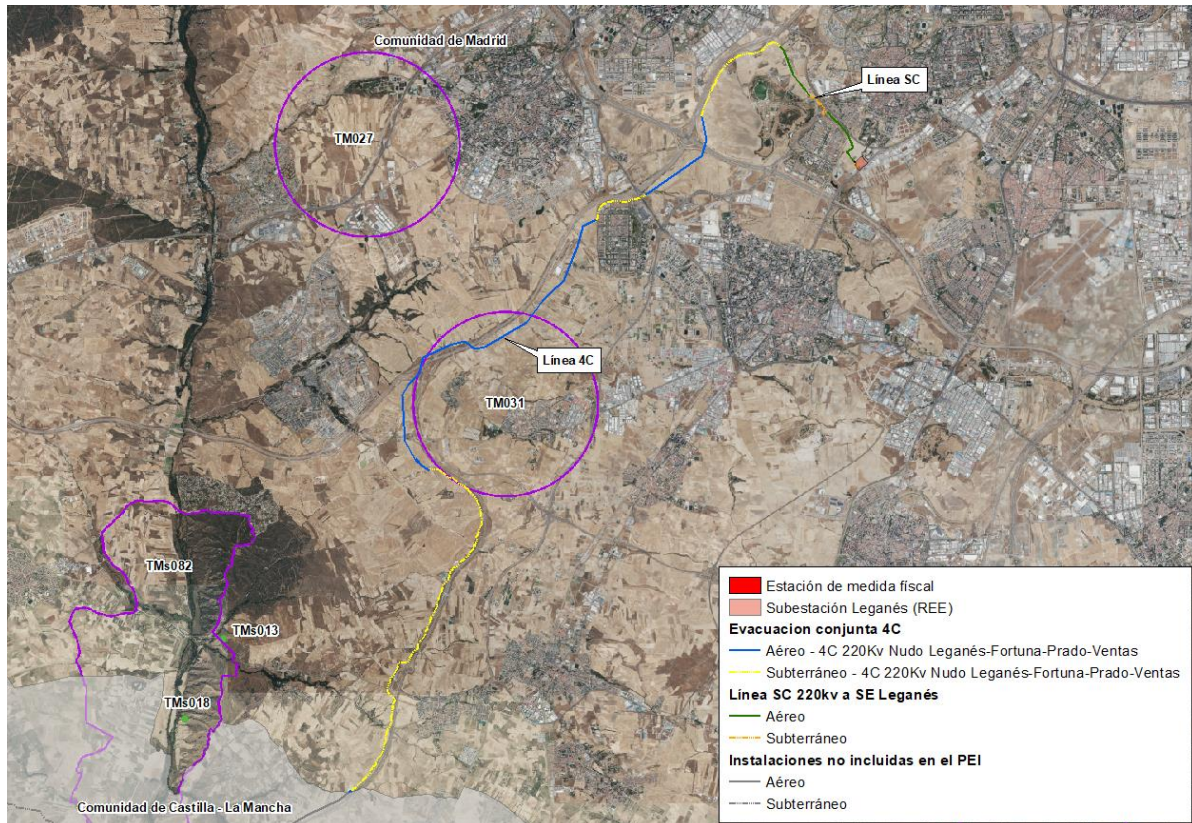 Comunidad de Madrid
Línea SC
TM027
Línea 4C
TM031
TMs082
TMs013
TMs018
Comunidad de Castilla - La Mancha
Estación de medida fiscal
Subestación Leganés (REE)
Evacuacion conjunta 4C
Aéreo - 4C 220Kv Nudo Leganés-Fortuna-Prado-Ventas
Subterráneo - 4C 220Kv Nudo Leganés-Fortuna-Prado-Ventas
Línea SC 220kv a SE Leganés
Aéreo
Subterráneo
Instalaciones no incluidas en el PEI
Aéreo
Subterráneo